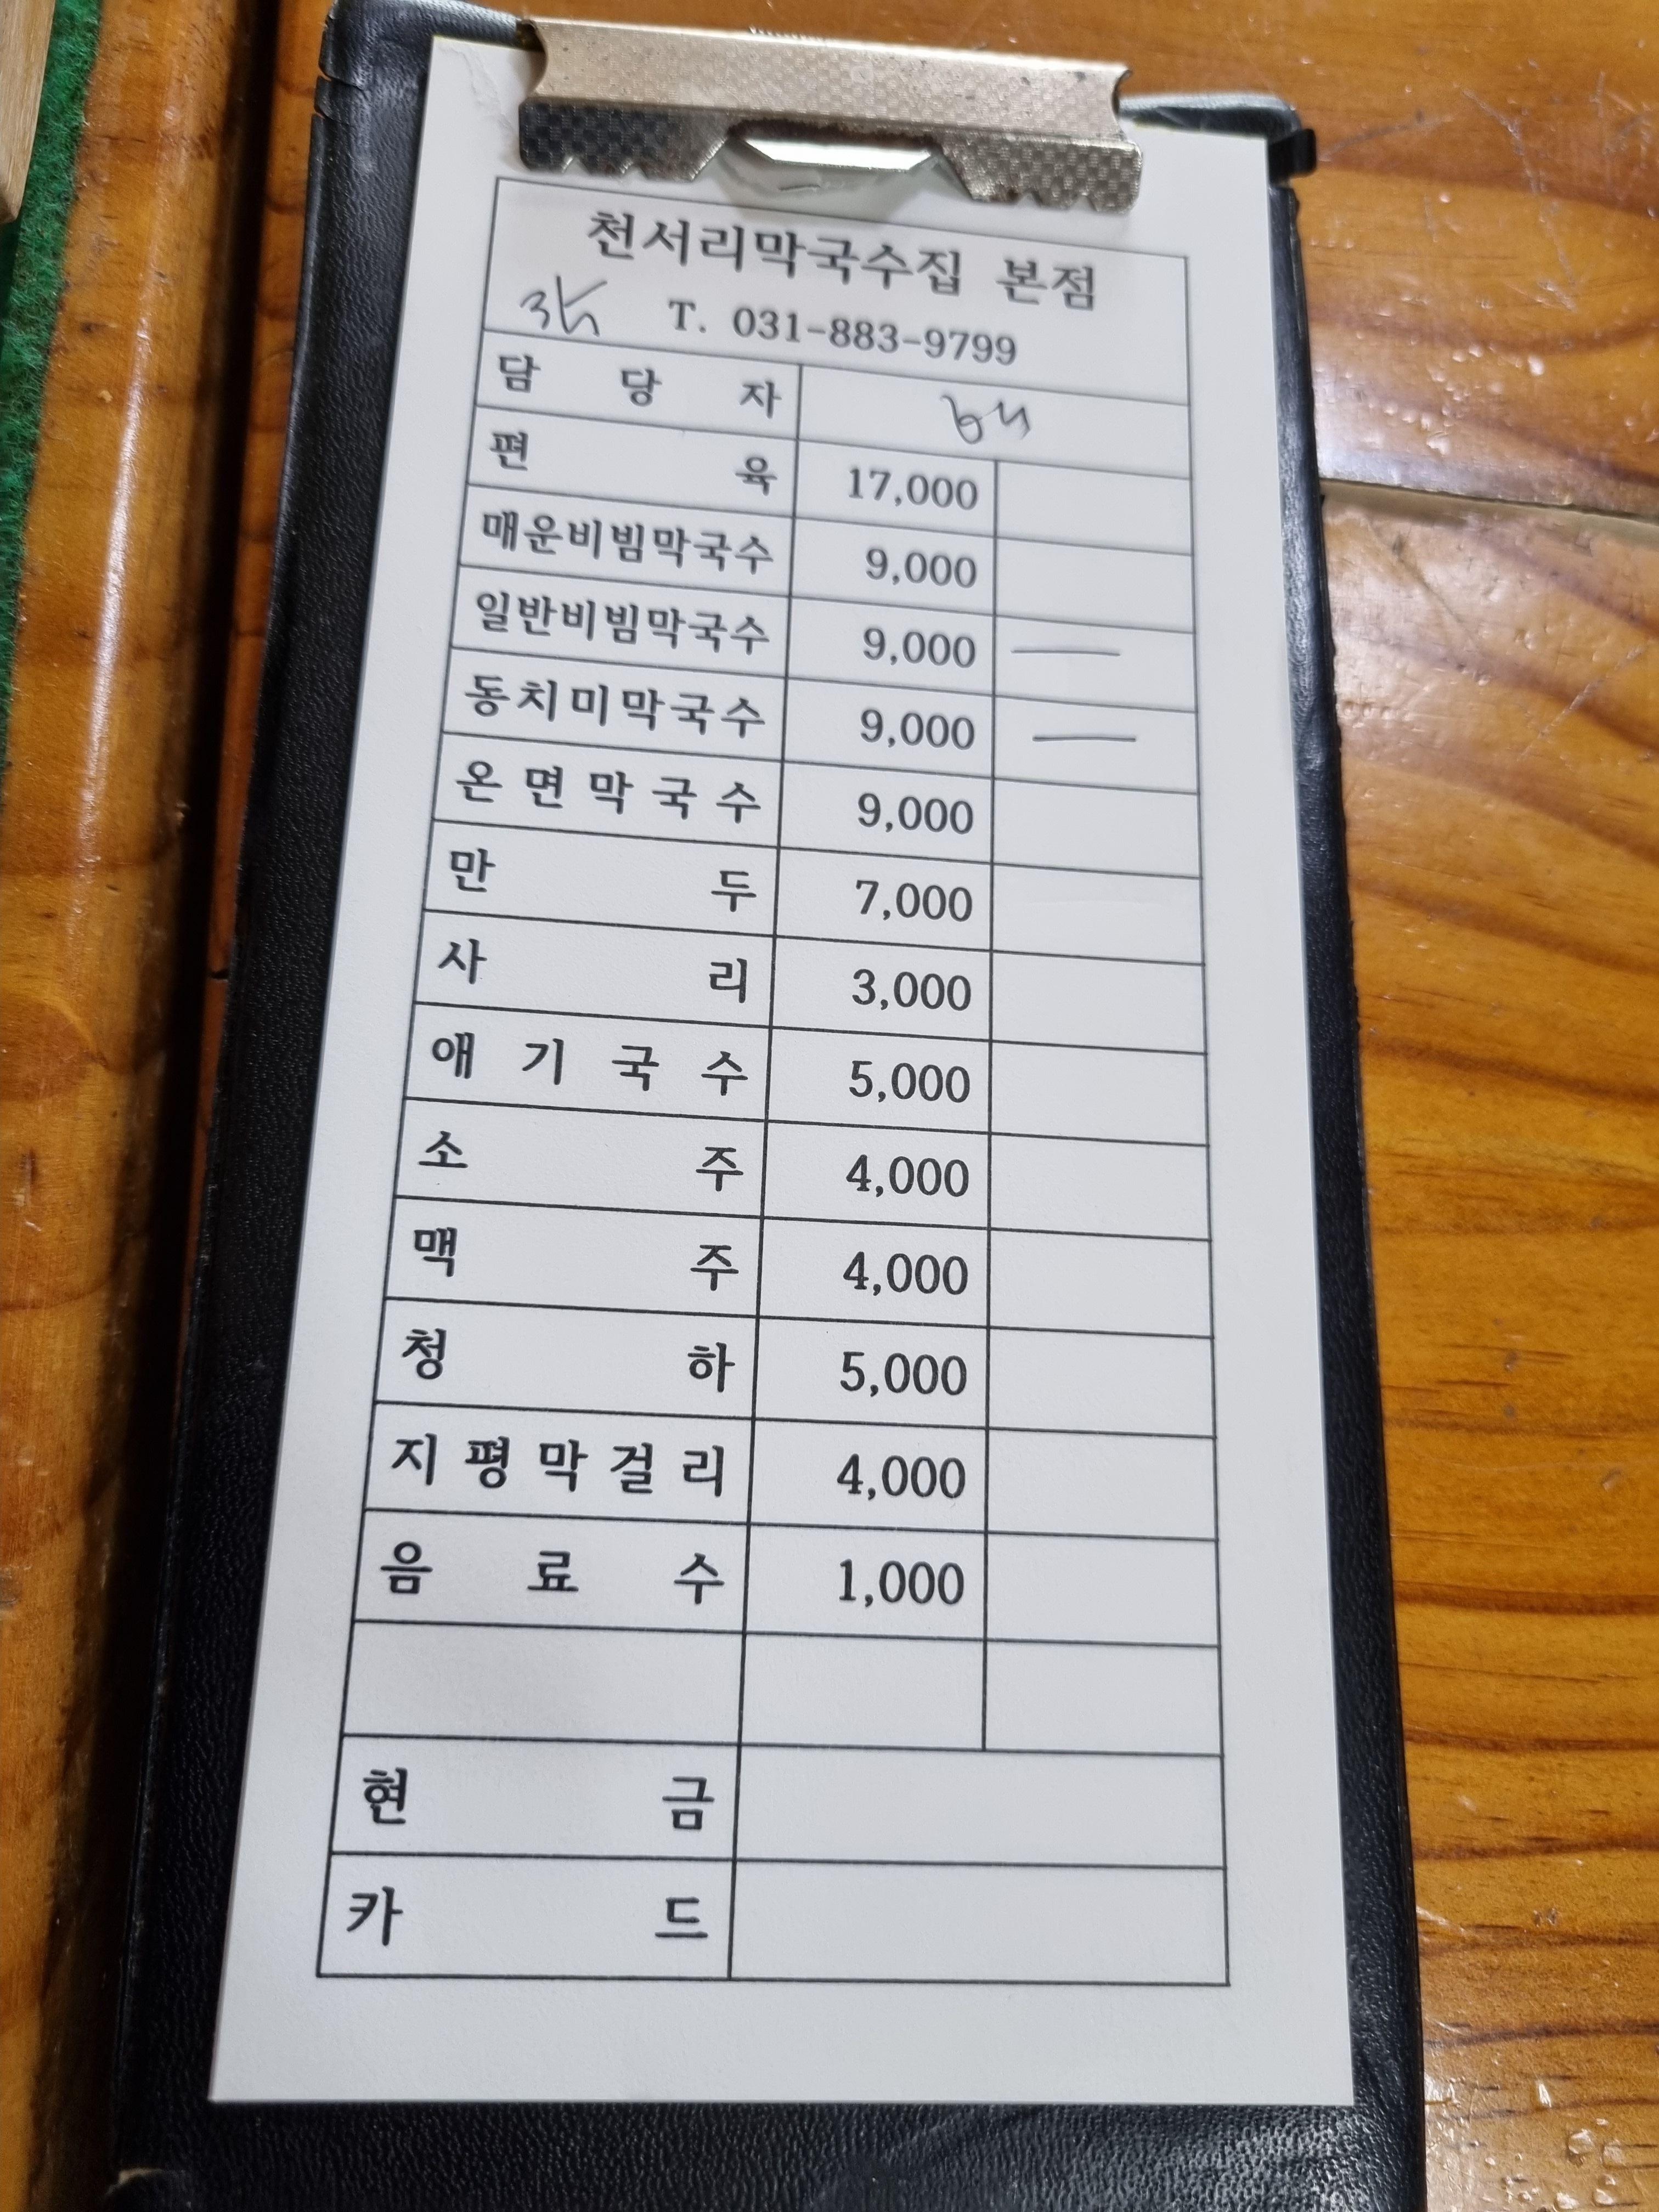 천서리막국수집 본점
T. 031-883-9799
담 당 자
편 육 17,000
매운비빔막국수 9,000
일반비빔막국수 9,000 —
동치미막국수 9,000 —
온 면 막 국 수 9,000
만 두 7,000
사 리 3,000
애 기 국 수 5,000
소 주 4,000
맥 주 4,000
청 하 5,000
지 평 막 걸 리 4,000
음 료 수 1,000
현 금
카 드